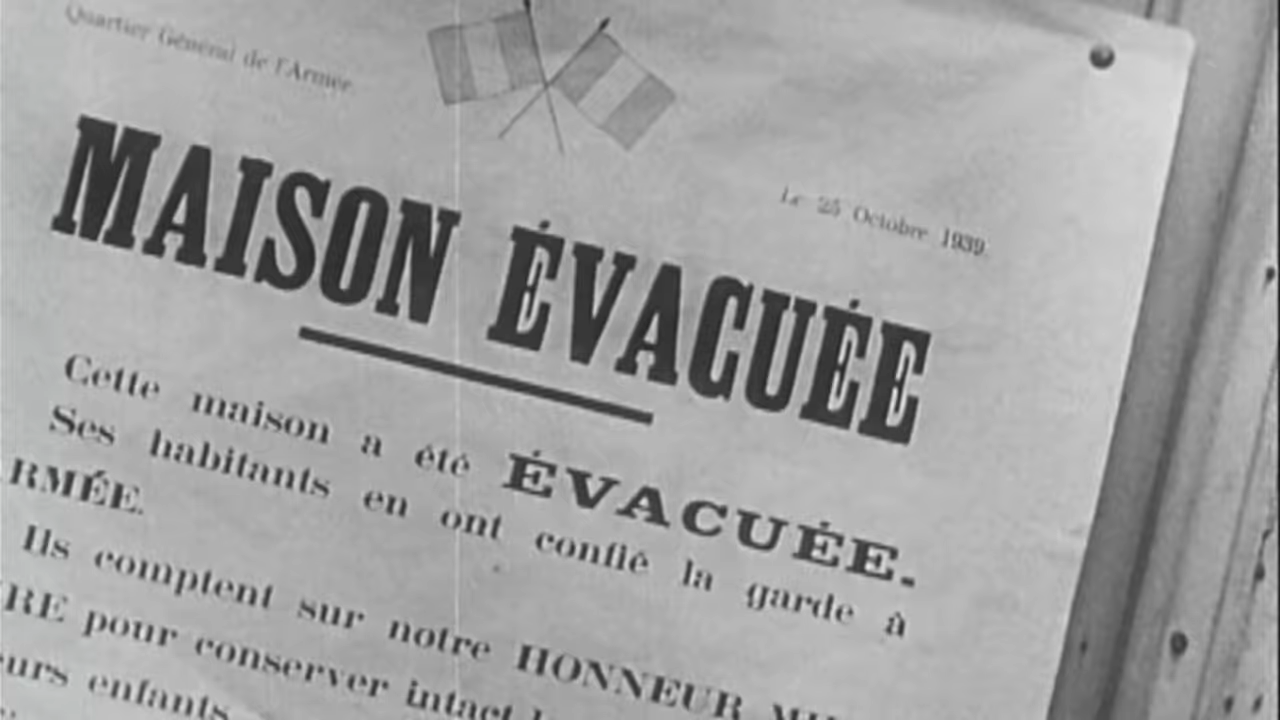 Quartier Général de l'Armée
Le 25 Octobre 1939.
MAISON ÉVACUÉE
Cette maison a été ÉVACUÉE.
Ses habitants en ont confié la garde à
RMÉE.
Ils comptent sur notre HONNEUR
RE pour conserver intact
urs enfants